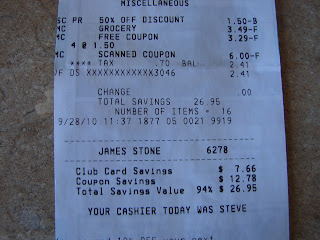 MISCELLANEOUS
SC PR 50% OFF DISCOUNT 1.50-B
MC GROCERY 3.49-F
MC FREE COUPON 3.29-F
4 @ 1.50
MC SCANNED COUPON 6.00-F
**** TAX .70 BAL 2.41
VF DS XXXXXXXXXXXX3046 2.41
CHANGE .00
TOTAL SAVINGS 26.95
NUMBER OF ITEMS = 16
9/28/10 11:37 1877 05 0021 9919
JAMES STONE 6278
Club Card Savings $ 7.66
Coupon Savings $ 12.78
Total Savings Value 94% $ 26.95
YOUR CASHIER TODAY WAS STEVE